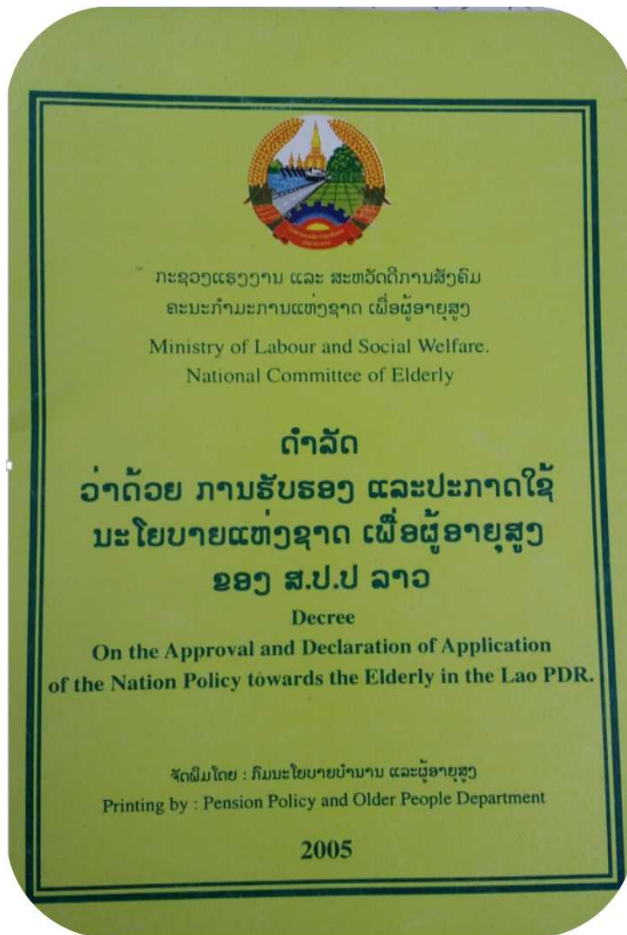 ກະຊວງແຮງງານ ແລະ ສະຫວັດດີການສັງຄົມ
ຄະນະກຳມະການແຫ່ງຊາດ ເພື່ອຜູ້ອາຍຸສູງ
Ministry of Labour and Social Welfare.
National Committee of Elderly
ດຳລັດ
ວ່າດ້ວຍ ການຮັບຮອງ ແລະປະກາດໃຊ້
ນະໂຍບາຍແຫ່ງຊາດ ເພື່ອຜູ້ອາຍຸສູງ
ຂອງ ສ.ປ.ປ ລາວ
Decree
On the Approval and Declaration of Application
of the Nation Policy towards the Elderly in the Lao PDR.
ຈັດພິມໂດຍ : ກົມນະໂຍບາຍບຳນານ ແລະຜູ້ອາຍຸສູງ
Printing by : Pension Policy and Older People Department
2005